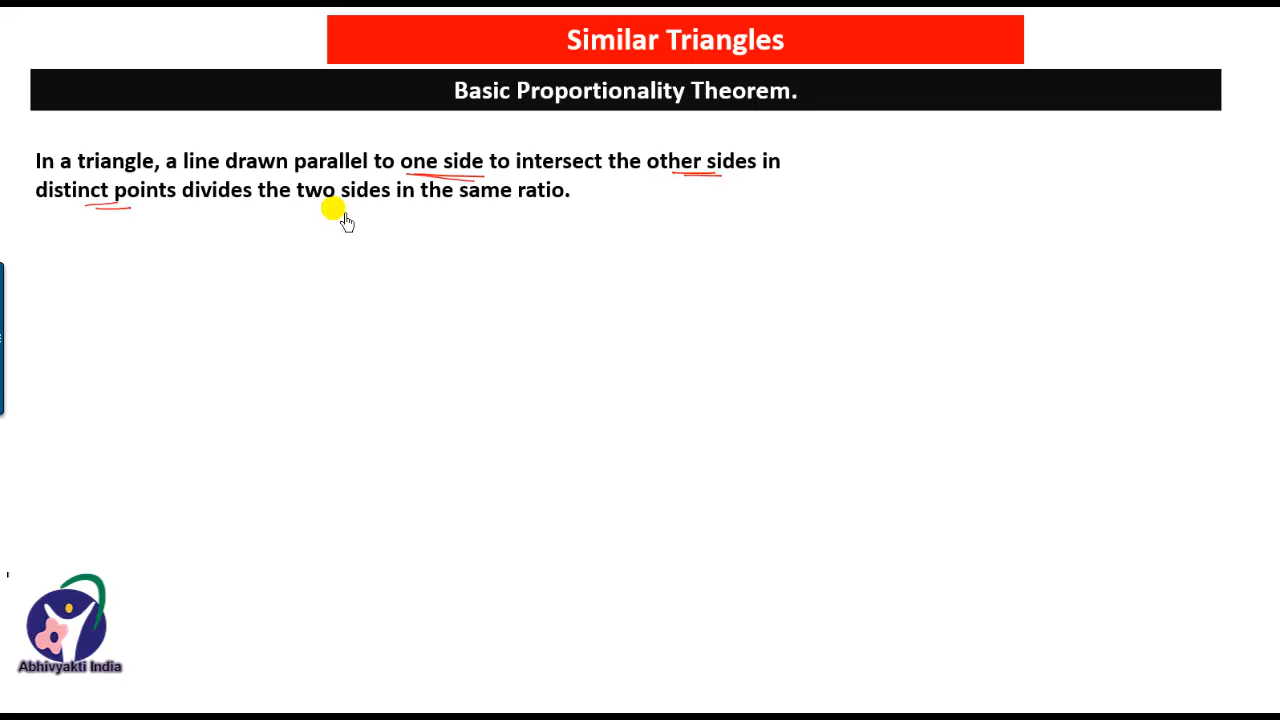 Similar Triangles
Basic Proportionality Theorem.
In a triangle, a line drawn parallel to one side to intersect the other sides in
distinct points divides the two sides in the same ratio.
Abhivyakti India